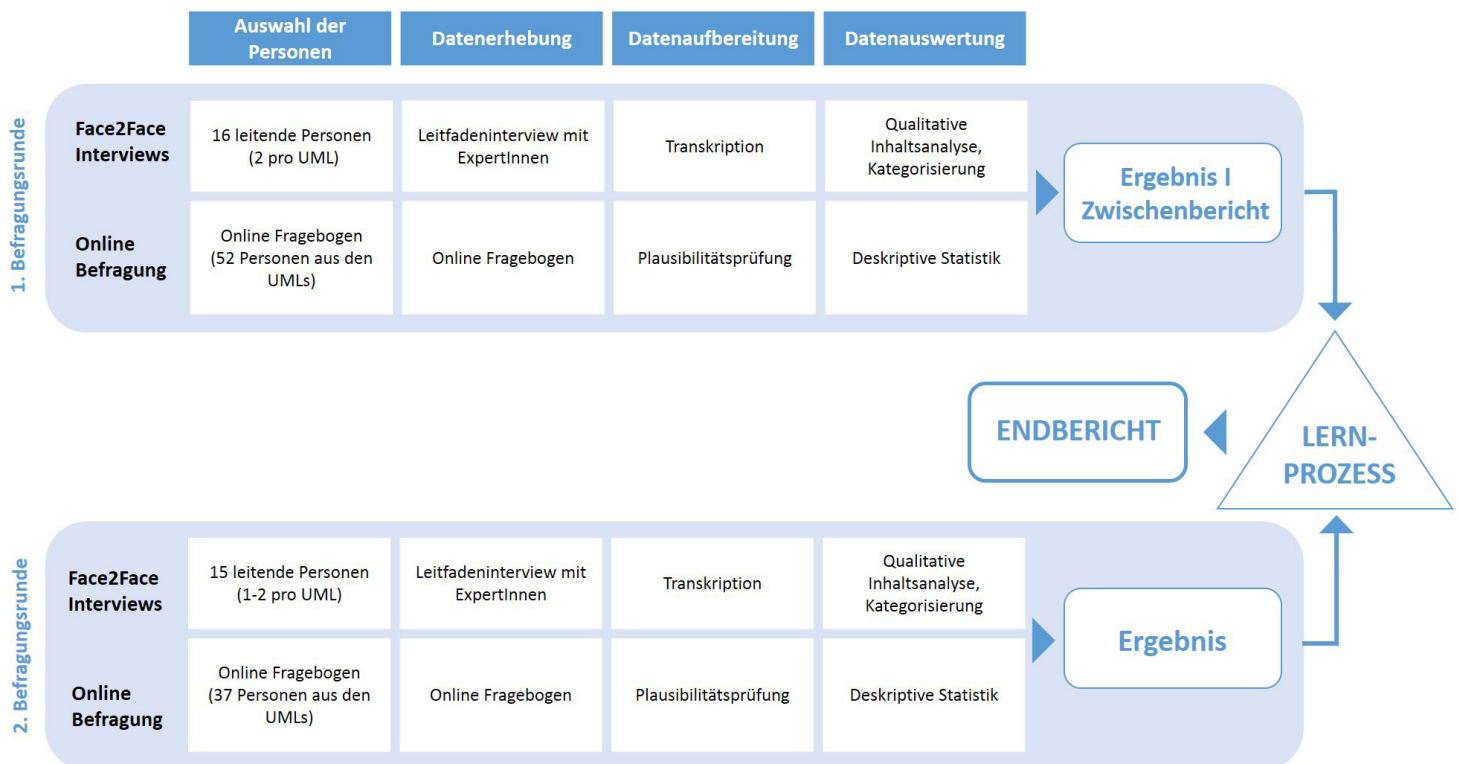 Auswahl der
Personen
Datenerhebung
Datenaufbereitung
Datenauswertung
1. Befragungsrunde
Face2Face
Interviews
16 leitende Personen
(2 pro UML)
Leitfadeninterview mit
ExpertInnen
Transkription
Qualitative
Inhaltsanalyse,
Kategorisierung
Online
Befragung
Online Fragebogen
(52 Personen aus den
UMLs)
Online Fragebogen
Plausibilitätsprüfung
Deskriptive Statistik
Ergebnis I
Zwischenbericht
LERN-
PROZESS
ENDBERICHT
2. Befragungsrunde
Face2Face
Interviews
15 leitende Personen
(1-2 pro UML)
Leitfadeninterview mit
ExpertInnen
Transkription
Qualitative
Inhaltsanalyse,
Kategorisierung
Online
Befragung
Online Fragebogen
(37 Personen aus den
UMLs)
Online Fragebogen
Plausibilitätsprüfung
Deskriptive Statistik
Ergebnis